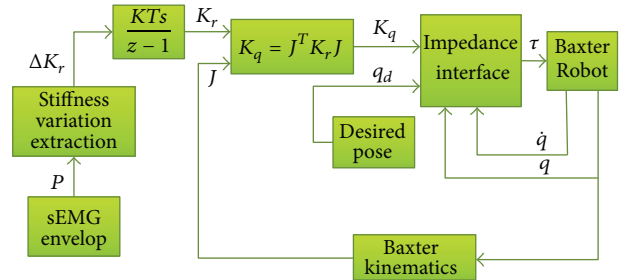 KTs
z − 1
K_r
K_q = J^T K_r J
K_q
Impedance
interface
τ
Baxter
Robot
ΔK_r
J
q_d
Stiffness
variation
extraction
Desired
pose
q̇
q
P
sEMG
envelop
Baxter
kinematics